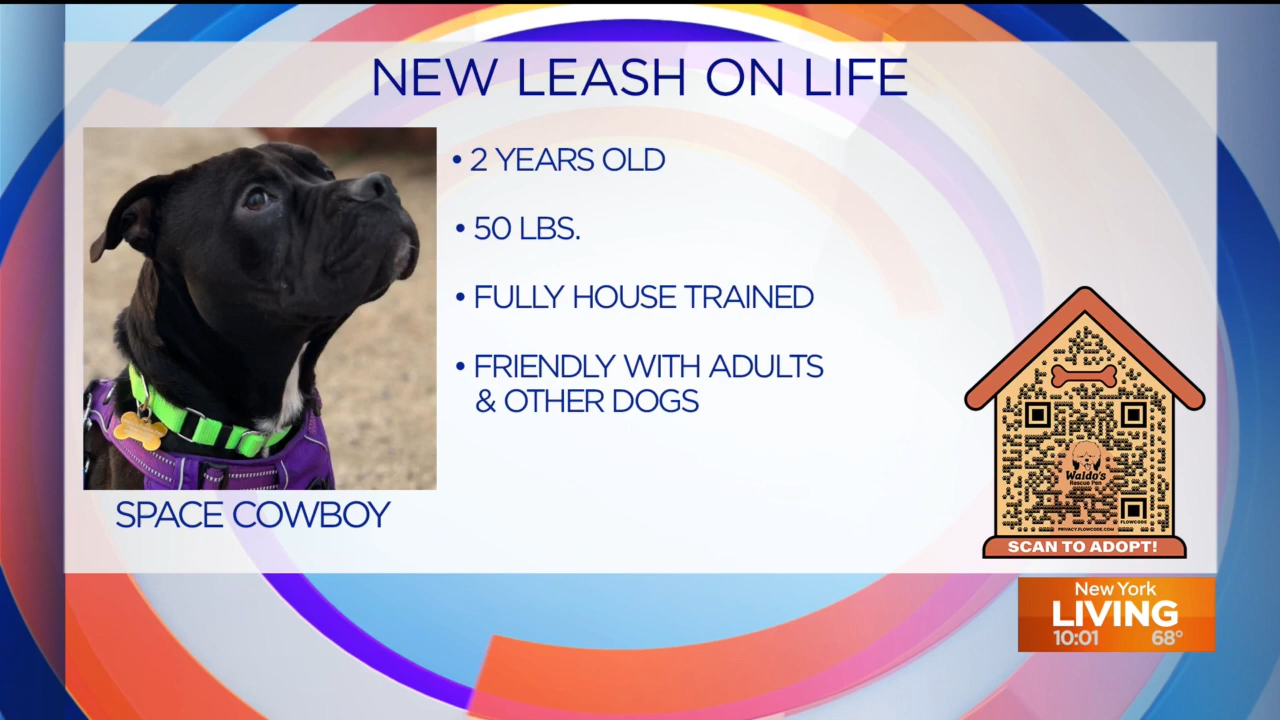 NEW LEASH ON LIFE
• 2 YEARS OLD
• 50 LBS.
• FULLY HOUSE TRAINED
• FRIENDLY WITH ADULTS
& OTHER DOGS
SPACE COWBOY
Waldo's
Rescue Pen
FLOWCODE
PRIVACY.FLOWCODE.COM
SCAN TO ADOPT!
New York
LIVING
10:01 68°